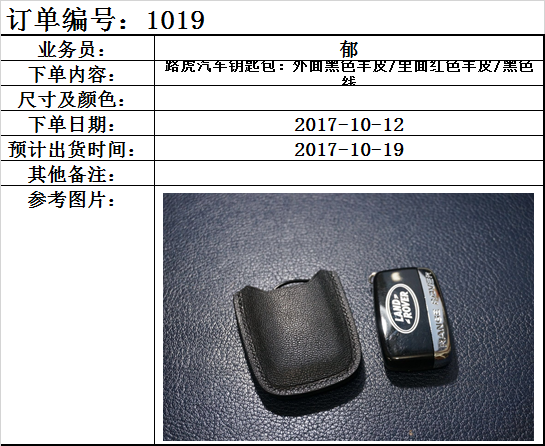 订单编号：1019
业务员：
郁
下单内容：
路虎汽车钥匙包：外面黑色羊皮/里面红色羊皮/黑色
线
尺寸及颜色：
下单日期：
2017-10-12
预计出货时间：
2017-10-19
其他备注：
参考图片：
LAND
ROVER
RANGE ROVER